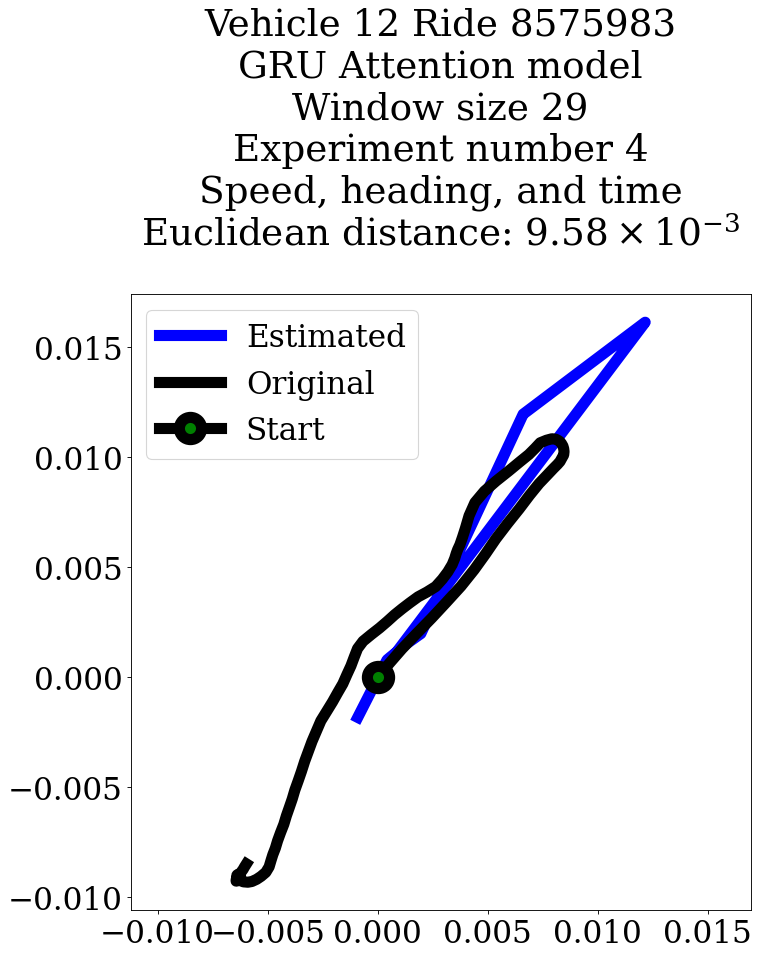 Vehicle 12 Ride 8575983
GRU Attention model
Window size 29
Experiment number 4
Speed, heading, and time
Euclidean distance: 9.58 × 10⁻³
Estimated
Original
Start
0.015
0.010
0.005
0.000
−0.005
−0.010
−0.010 −0.005 0.000 0.005 0.010 0.015